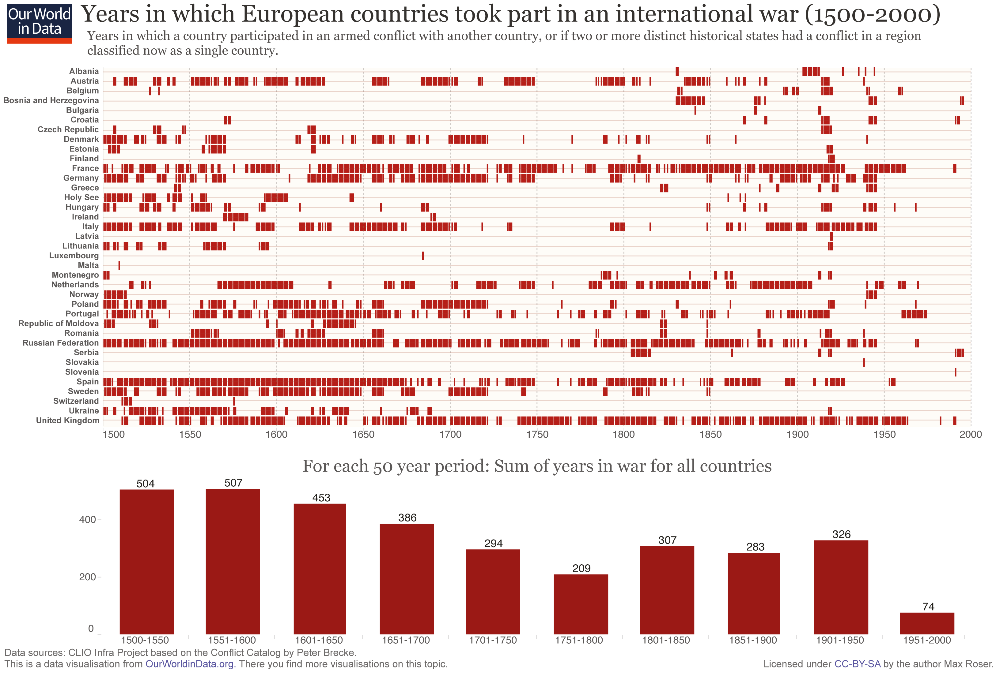 Our World
in Data
Years in which European countries took part in an international war (1500-2000)
Years in which a country participated in an armed conflict with another country, or if two or more distinct historical states had a conflict in a region
classified now as a single country.
Albania
Austria
Belgium
Bosnia and Herzegovina
Bulgaria
Croatia
Czech Republic
Denmark
Estonia
Finland
France
Germany
Greece
Holy See
Hungary
Ireland
Italy
Latvia
Lithuania
Luxembourg
Malta
Montenegro
Netherlands
Norway
Poland
Portugal
Republic of Moldova
Romania
Russian Federation
Serbia
Slovakia
Slovenia
Spain
Sweden
Switzerland
Ukraine
United Kingdom
1500 1550 1600 1650 1700 1750 1800 1850 1900 1950 2000
For each 50 year period: Sum of years in war for all countries
504 507 453 386 294 209 307 283 326 74
400
200
0
1500-1550 1551-1600 1601-1650 1651-1700 1701-1750 1751-1800 1801-1850 1851-1900 1901-1950 1951-2000
Data sources: CLIO Infra Project based on the Conflict Catalog by Peter Brecke.
This is a data visualisation from OurWorldinData.org. There you find more visualisations on this topic.
Licensed under CC-BY-SA by the author Max Roser.